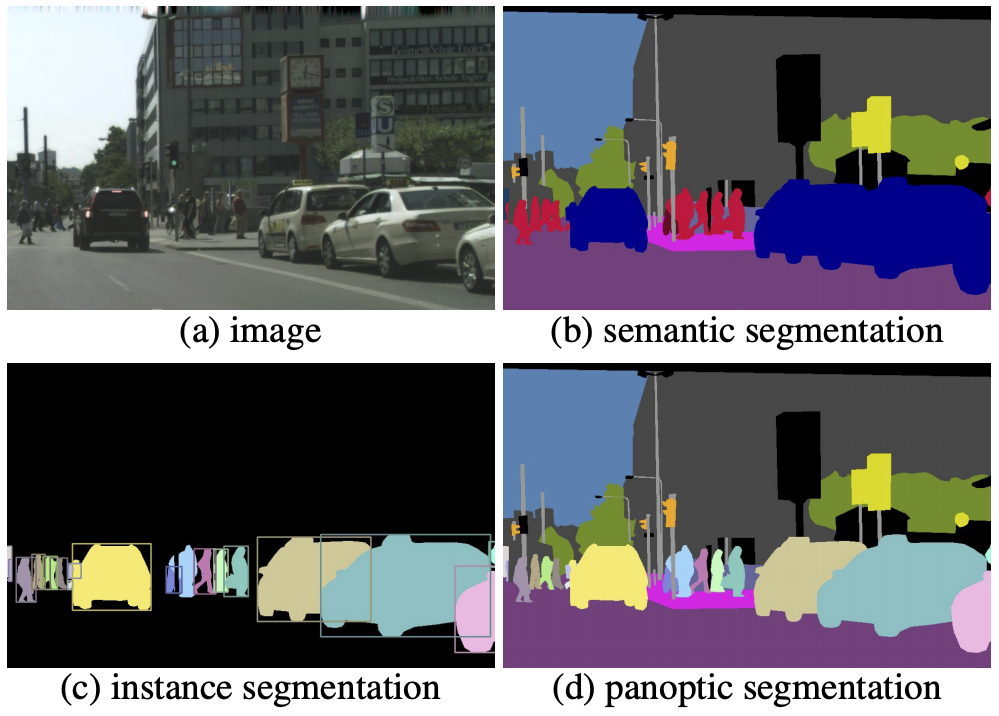 S
U
(a) image
(b) semantic segmentation
(c) instance segmentation
(d) panoptic segmentation